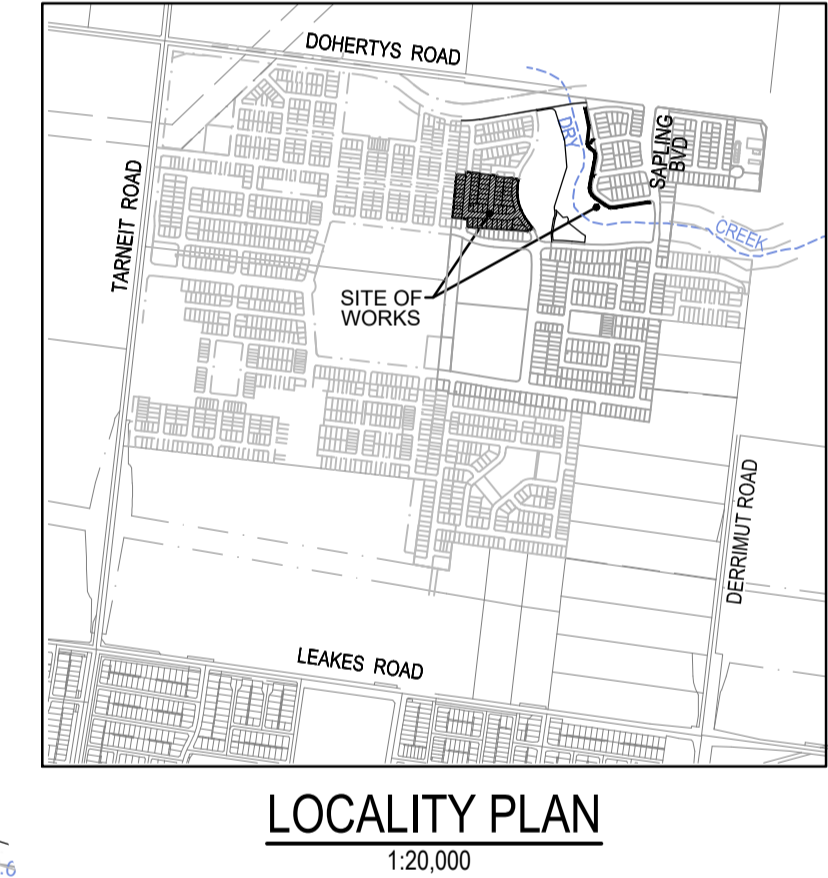 DOHERTYS ROAD
DRY
SAPLING
BVD
TARNEIT ROAD
CREEK
SITE OF
WORKS
DERRIMUT ROAD
LEAKES ROAD
LOCALITY PLAN
1:20,000
.6